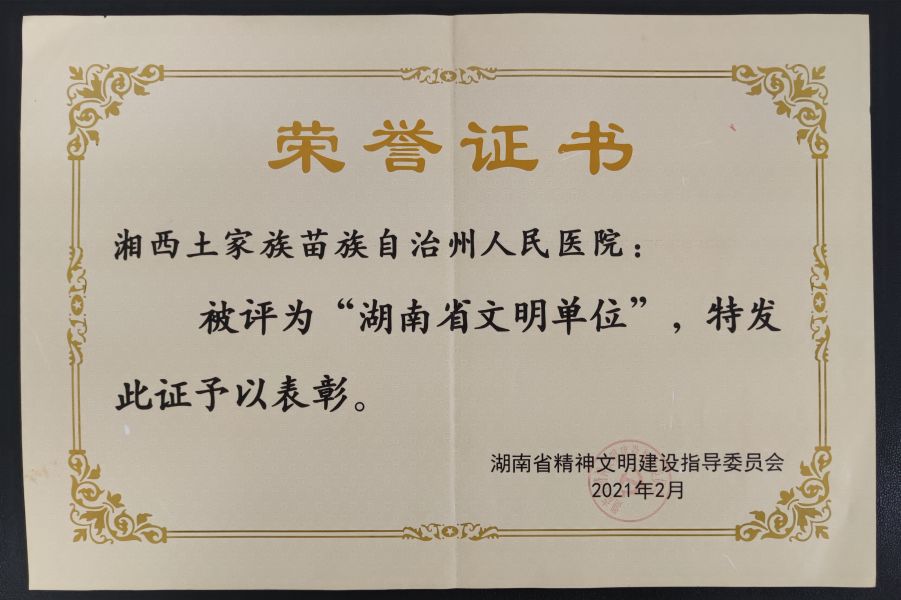 荣誉证书
湘西土家族苗族自治州人民医院：
被评为“湖南省文明单位”，特发
此证予以表彰。
湖南省精神文明建设指导委员会
2021年2月